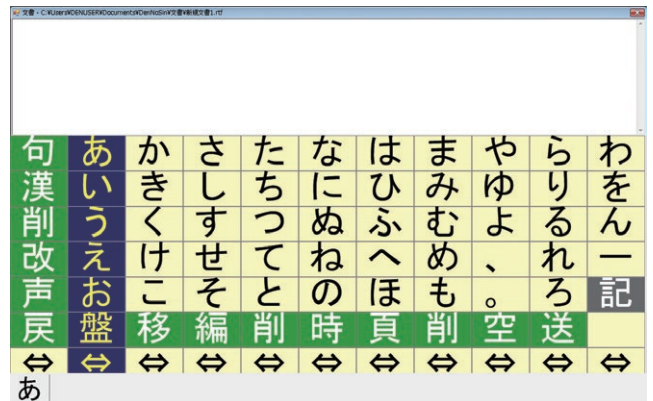 文書 - C:¥Users¥DENUSER¥Documents¥DenNoSin¥文書¥新規文書1.rtf
句 あ か さ た な は ま や ら わ
漢 い き し ち に ひ み ゆ り を
削 う く す つ ぬ ふ む よ る ん
改 え け せ て ね へ め 、 れ ー
声 お こ そ と の ほ も 。 ろ 記
戻 盤 移 編 削 時 頁 削 空 送
⇔ ⇔ ⇔ ⇔ ⇔ ⇔ ⇔ ⇔ ⇔ ⇔ ⇔
あ